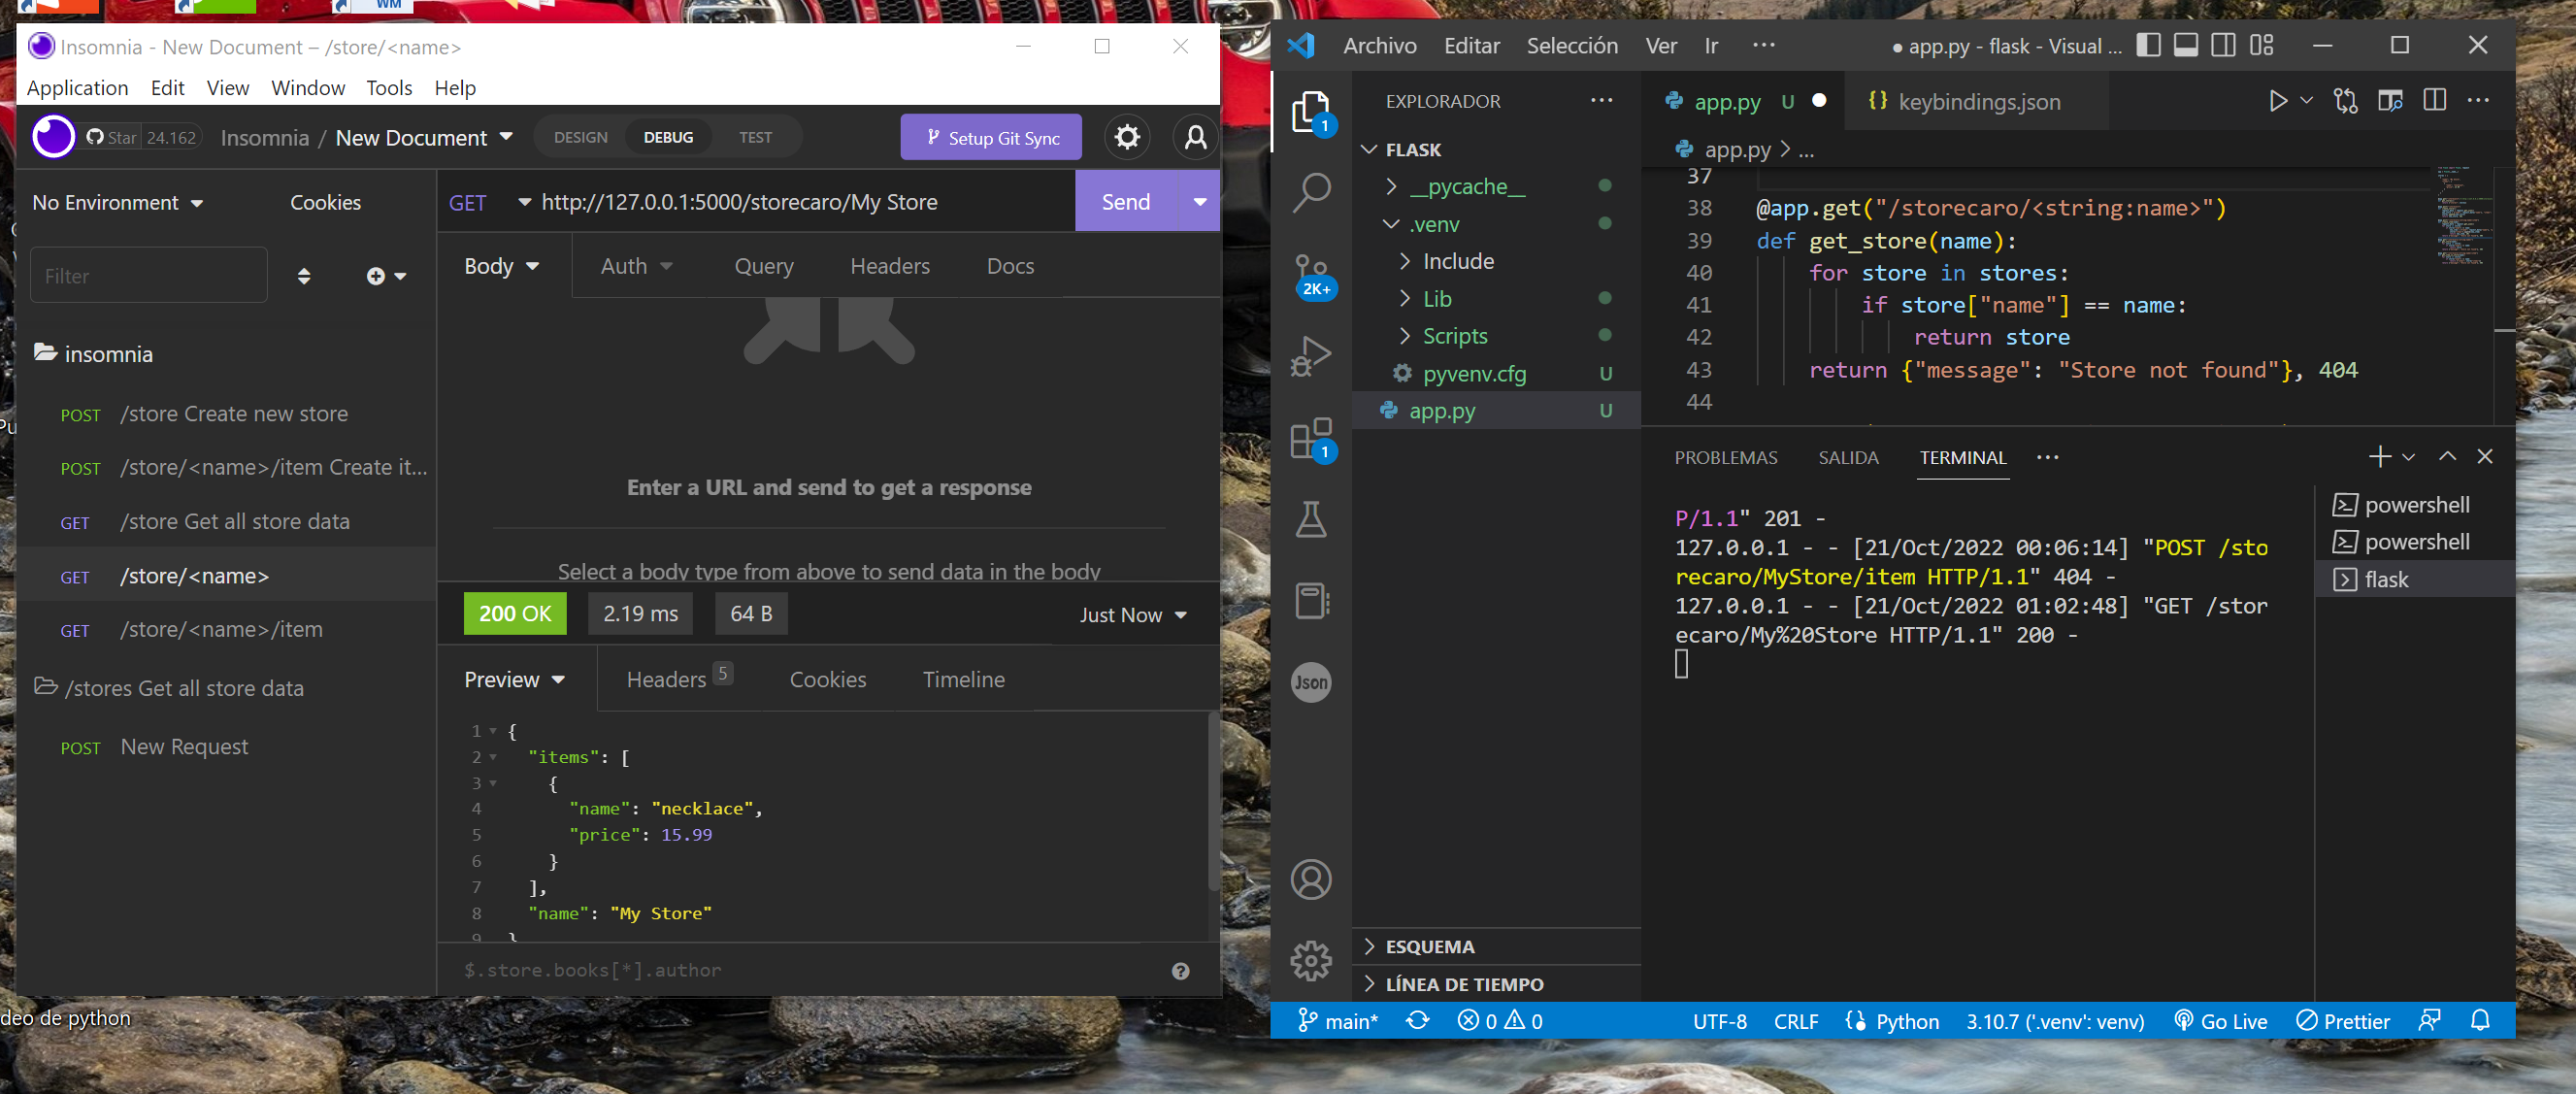 WM
Insomnia - New Document – /store/<name>
Application Edit View Window Tools Help
Star 24.162 Insomnia / New Document DESIGN DEBUG TEST Setup Git Sync
No Environment Cookies
GET http://127.0.0.1:5000/storecaro/My Store Send
Filter
Body Auth Query Headers Docs
insomnia
POST /store Create new store
POST /store/<name>/item Create it...
GET /store Get all store data
GET /store/<name>
GET /store/<name>/item
/stores Get all store data
POST New Request
Enter a URL and send to get a response
Select a body type from above to send data in the body
200 OK 2.19 ms 64 B Just Now
Preview Headers 5 Cookies Timeline
1 {
2 "items": [
3 {
4 "name": "necklace",
5 "price": 15.99
6 }
7 ],
8 "name": "My Store"
9 }
$.store.books[*].author
Pu
deo de python
Archivo Editar Selección Ver Ir ··· ● app.py - flask - Visual ...
EXPLORADOR ···
1
FLASK
__pycache__
.venv
Include
Lib
Scripts
pyvenv.cfg U
app.py U
2K+
1
Json
ESQUEMA
LÍNEA DE TIEMPO
app.py U ● {} keybindings.json
app.py > ...
37
38 @app.get("/storecaro/<string:name>")
39 def get_store(name):
40 for store in stores:
41 if store["name"] == name:
42 return store
43 return {"message": "Store not found"}, 404
44
PROBLEMAS SALIDA TERMINAL ···
P/1.1" 201 -
127.0.0.1 - - [21/Oct/2022 00:06:14] "POST /sto
recaro/MyStore/item HTTP/1.1" 404 -
127.0.0.1 - - [21/Oct/2022 01:02:48] "GET /stor
ecaro/My%20Store HTTP/1.1" 200 -
powershell
powershell
flask
main* 0 0 UTF-8 CRLF Python 3.10.7 ('.venv': venv) Go Live Prettier